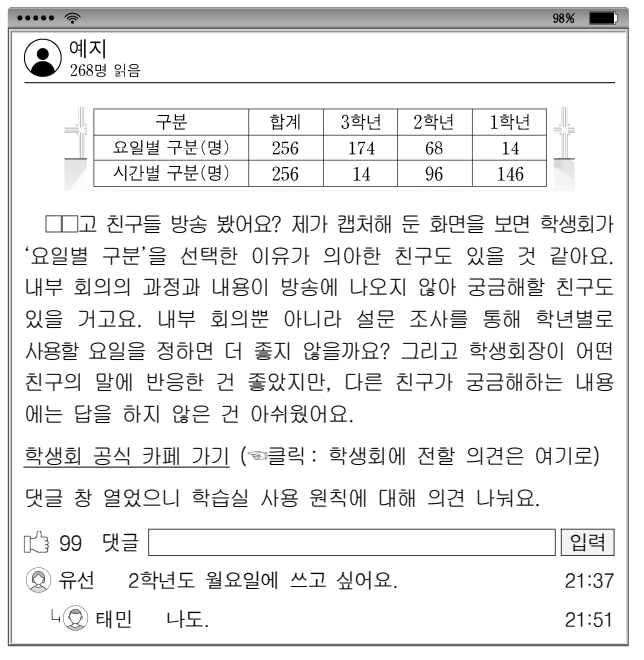 98%
예지
268명 읽음
구분 합계 3학년 2학년 1학년
요일별 구분(명) 256 174 68 14
시간별 구분(명) 256 14 96 146
□□고 친구들 방송 봤어요? 제가 캡처해 둔 화면을 보면 학생회가
‘요일별 구분’을 선택한 이유가 의아한 친구도 있을 것 같아요.
내부 회의의 과정과 내용이 방송에 나오지 않아 궁금해할 친구도
있을 거고요. 내부 회의뿐 아니라 설문 조사를 통해 학년별로
사용할 요일을 정하면 더 좋지 않을까요? 그리고 학생회장이 어떤
친구의 말에 반응한 건 좋았지만, 다른 친구가 궁금해하는 내용
에는 답을 하지 않은 건 아쉬웠어요.
학생회 공식 카페 가기 (☜클릭 : 학생회에 전할 의견은 여기로)
댓글 창 열었으니 학습실 사용 원칙에 대해 의견 나눠요.
99 댓글 입력
유선 2학년도 월요일에 쓰고 싶어요. 21:37
태민 나도. 21:51